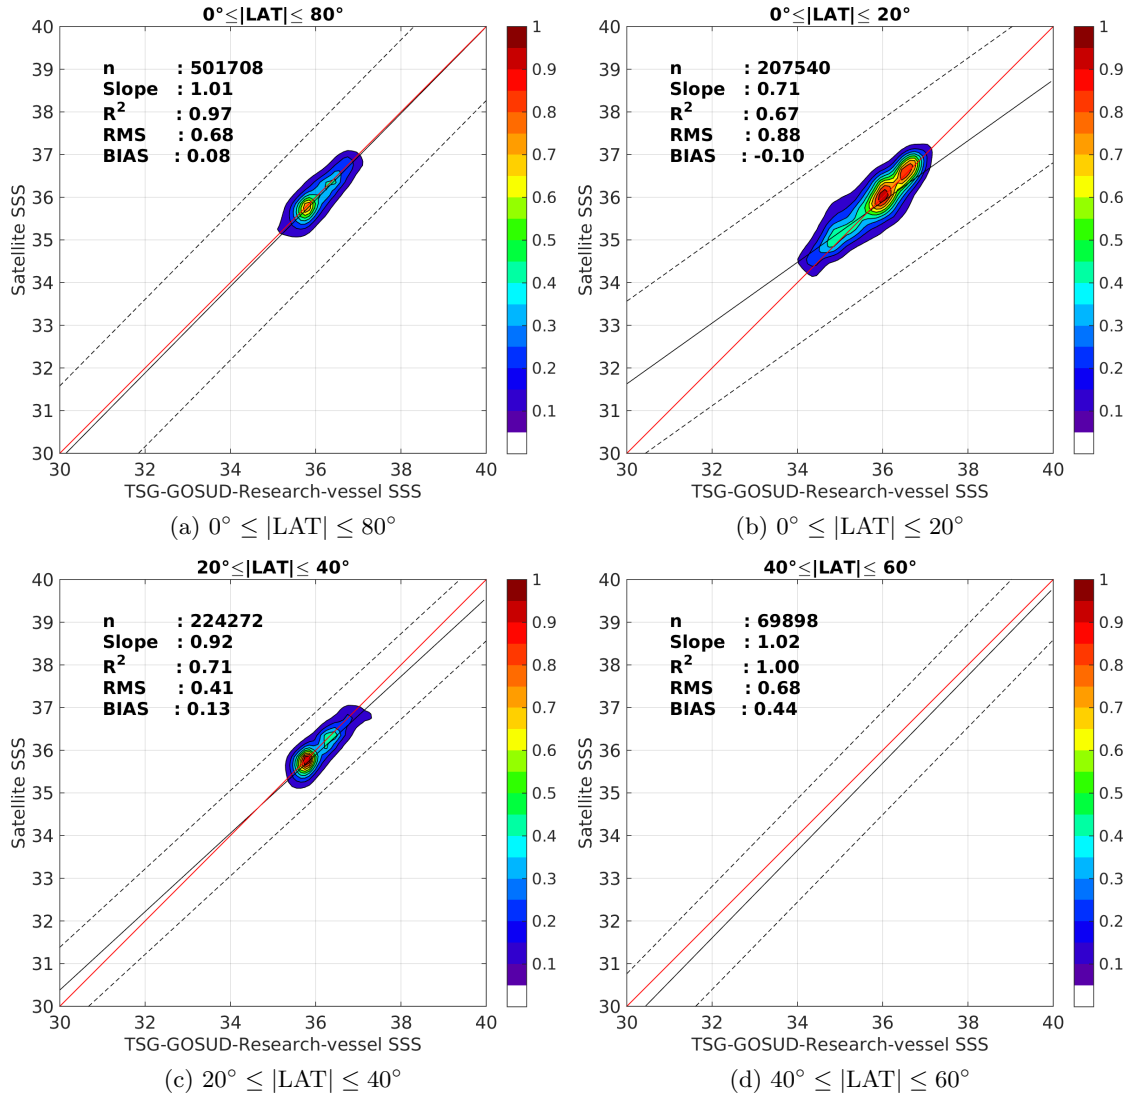 0°≤|LAT|≤ 80°
n : 501708
Slope : 1.01
R² : 0.97
RMS : 0.68
BIAS : 0.08
40
39
38
37
36
35
34
33
32
31
30
30 32 34 36 38 40
Satellite SSS
TSG-GOSUD-Research-vessel SSS
1
0.9
0.8
0.7
0.6
0.5
0.4
0.3
0.2
0.1
(a) 0° ≤ |LAT| ≤ 80°
0°≤|LAT|≤ 20°
n : 207540
Slope : 0.71
R² : 0.67
RMS : 0.88
BIAS : -0.10
40
39
38
37
36
35
34
33
32
31
30
30 32 34 36 38 40
Satellite SSS
TSG-GOSUD-Research-vessel SSS
1
0.9
0.8
0.7
0.6
0.5
0.4
0.3
0.2
0.1
(b) 0° ≤ |LAT| ≤ 20°
20°≤|LAT|≤ 40°
n : 224272
Slope : 0.92
R² : 0.71
RMS : 0.41
BIAS : 0.13
40
39
38
37
36
35
34
33
32
31
30
30 32 34 36 38 40
Satellite SSS
TSG-GOSUD-Research-vessel SSS
1
0.9
0.8
0.7
0.6
0.5
0.4
0.3
0.2
0.1
(c) 20° ≤ |LAT| ≤ 40°
40°≤|LAT|≤ 60°
n : 69898
Slope : 1.02
R² : 1.00
RMS : 0.68
BIAS : 0.44
40
39
38
37
36
35
34
33
32
31
30
30 32 34 36 38 40
Satellite SSS
TSG-GOSUD-Research-vessel SSS
1
0.9
0.8
0.7
0.6
0.5
0.4
0.3
0.2
0.1
(d) 40° ≤ |LAT| ≤ 60°